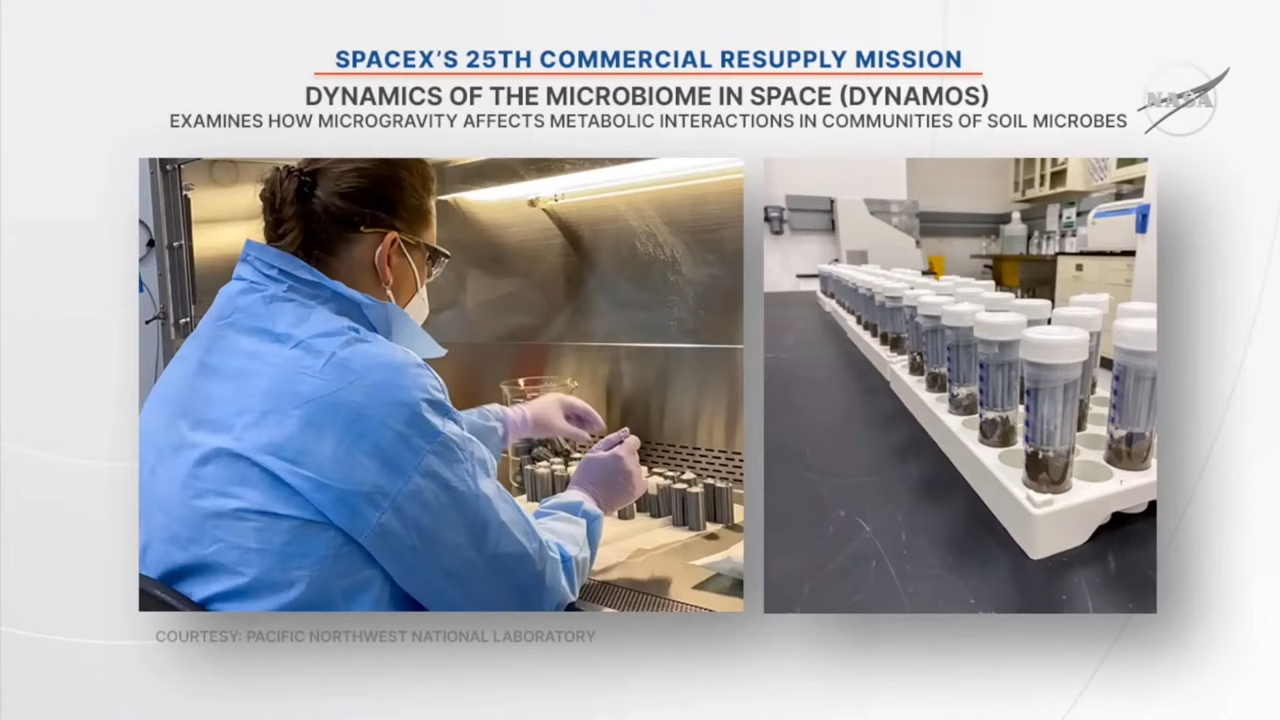 SPACEX'S 25TH COMMERCIAL RESUPPLY MISSION
DYNAMICS OF THE MICROBIOME IN SPACE (DYNAMOS)
EXAMINES HOW MICROGRAVITY AFFECTS METABOLIC INTERACTIONS IN COMMUNITIES OF SOIL MICROBES
NASA
COURTESY: PACIFIC NORTHWEST NATIONAL LABORATORY